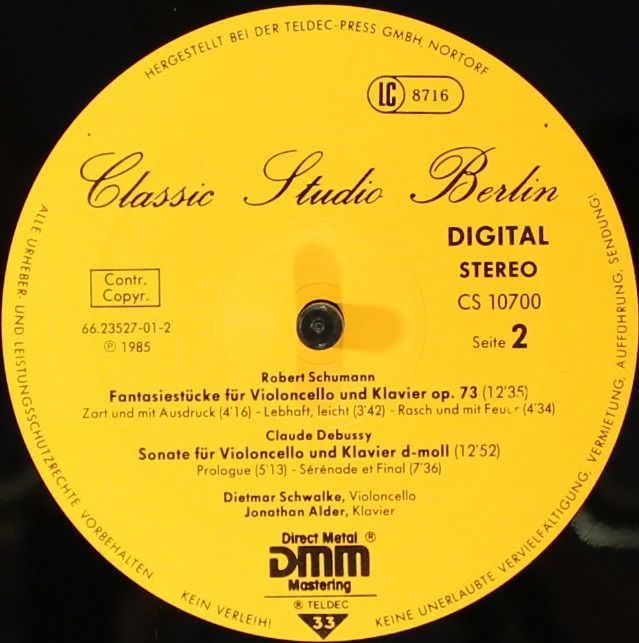 HERGESTELLT BEI DER TELDEC-PRESS GMBH, NORTORF
LC 8716
Classic Studio Berlin
DIGITAL
STEREO
CS 10700
Seite 2
Contr.
Copyr.
66.23527-01-2
℗ 1985
Robert Schumann
Fantasiestücke für Violoncello und Klavier op. 73 (12'35)
Zart und mit Ausdruck (4'16) - Lebhaft, leicht (3'42) - Rasch und mit Feuer (4'34)
Claude Debussy
Sonate für Violoncello und Klavier d-moll (12'52)
Prologue (5'13) - Sérénade et Final (7'36)
Dietmar Schwalke, Violoncello
Jonathan Alder, Klavier
Direct Metal ®
DMM
Mastering
® TELDEC
33
ALLE URHEBER- UND LEISTUNGSSCHUTZRECHTE VORBEHALTEN
KEIN VERLEIH!
KEINE UNERLAUBTE VERVIELFALTIGUNG, VERMIETUNG, AUFFUHRUNG, SENDUNG!